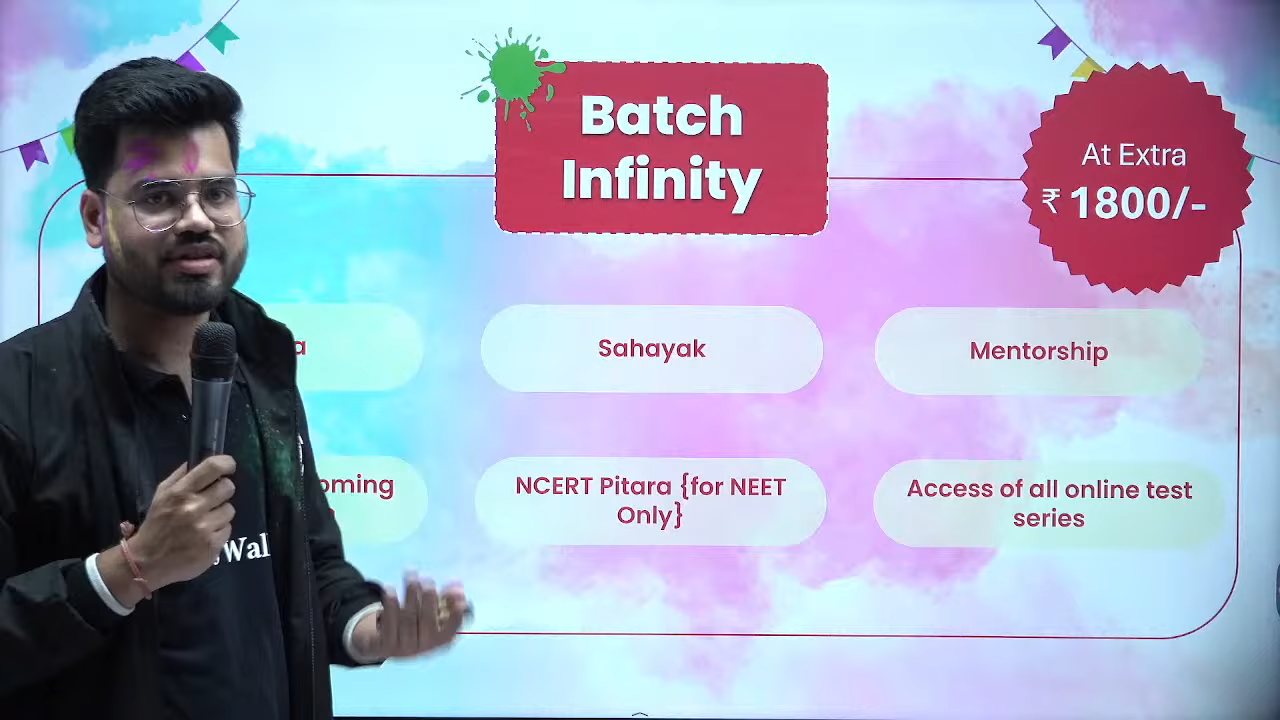 Batch
Infinity
At Extra
₹ 1800/-
Sahayak
Mentorship
NCERT Pitara {for NEET
Only}
Access of all online test
series